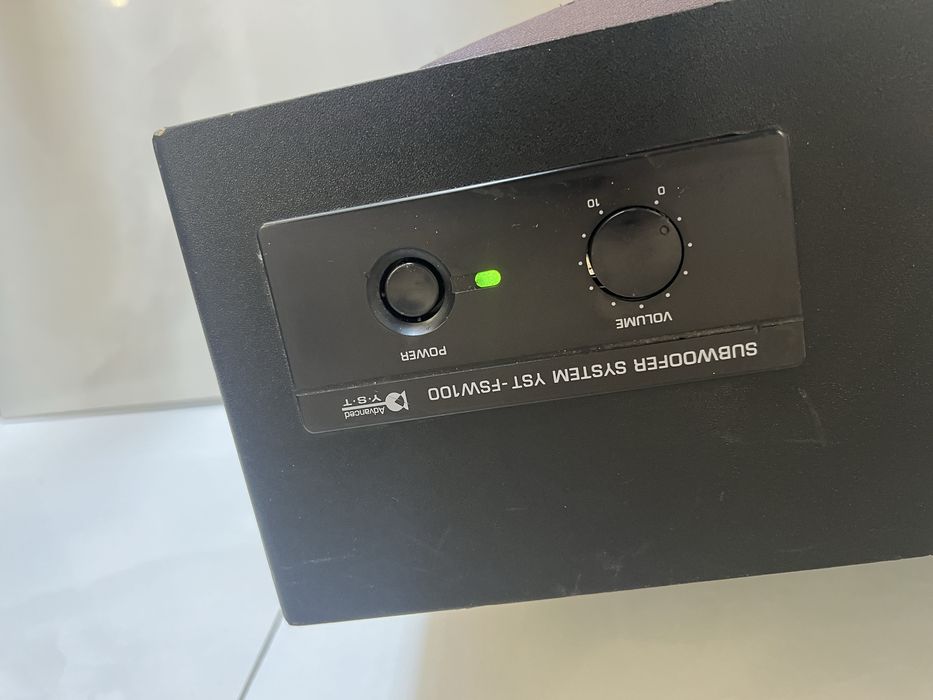 SUBWOOFER SYSTEM YST-FSW100
Advanced
Y·S·T
VOLUME
POWER
10
0